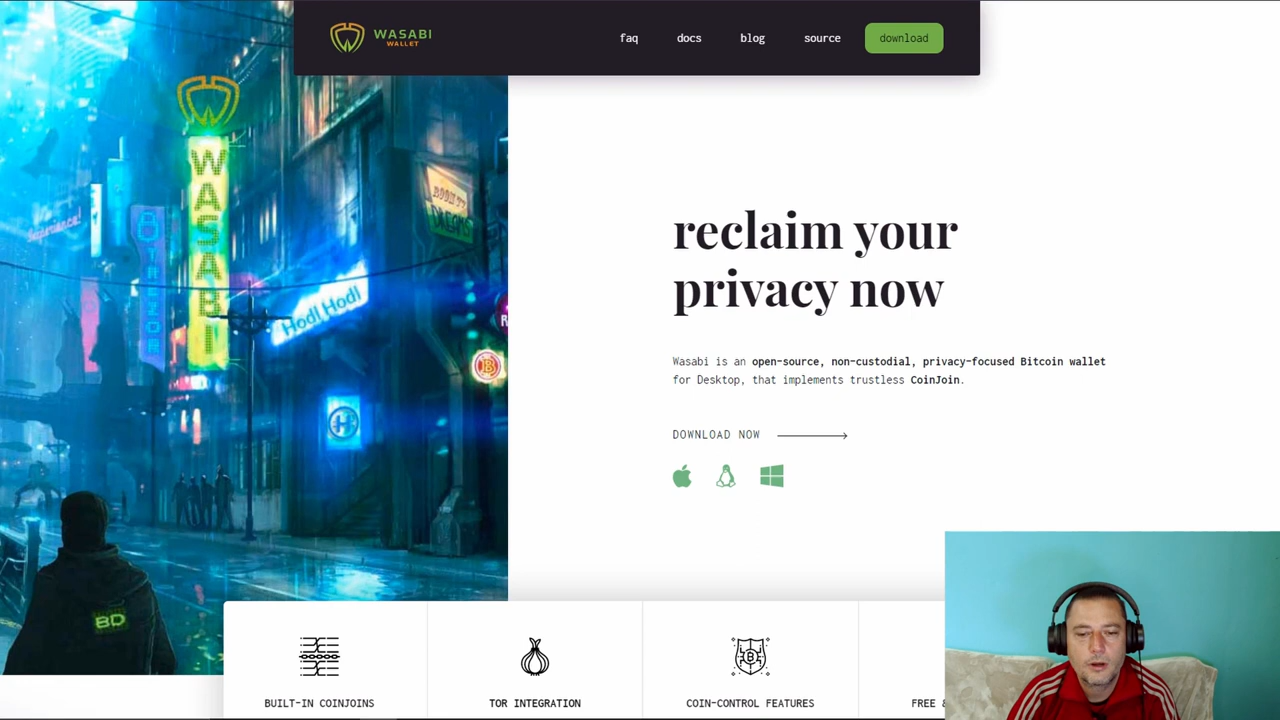 WASABI
WALLET
faq
docs
blog
source
download
WASABI
Hodl Hodl
BD
reclaim your
privacy now
Wasabi is an open-source, non-custodial, privacy-focused Bitcoin wallet
for Desktop, that implements trustless CoinJoin.
DOWNLOAD NOW
BUILT-IN COINJOINS
TOR INTEGRATION
COIN-CONTROL FEATURES
FREE